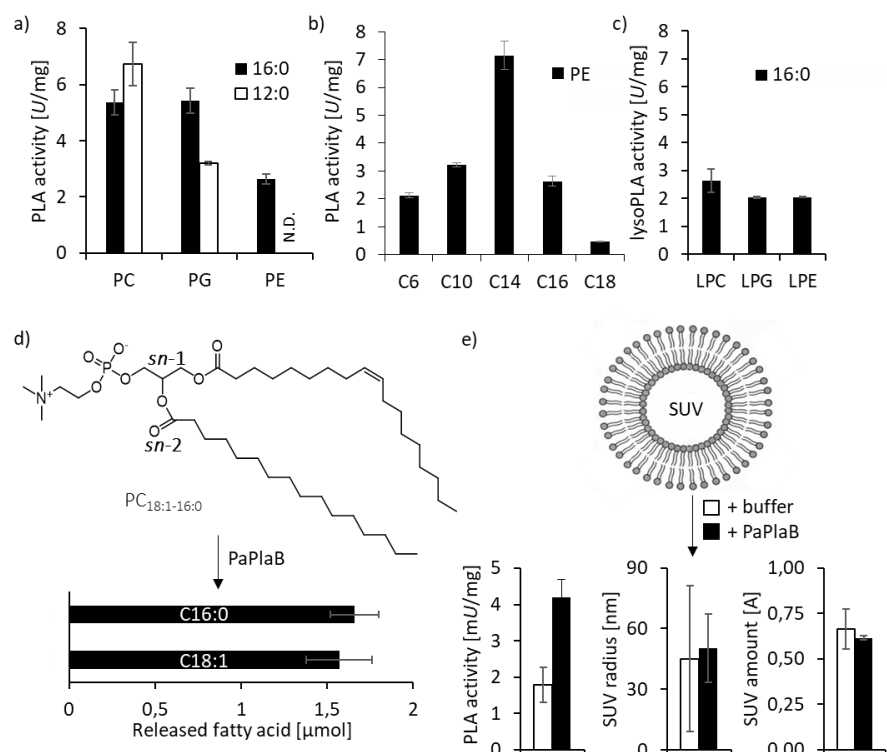 a)
PLA activity [U/mg]
8
6
4
2
0
16:0
12:0
N.D.
PC PG PE
b)
PLA activity [U/mg]
8
7
6
5
4
3
2
1
0
PE
C6 C10 C14 C16 C18
c)
lysoPLA activity [U/mg]
8
7
6
5
4
3
2
1
0
16:0
LPC LPG LPE
d)
O
O-
P
O
O
O
N+
sn-1
O
O
O
O
sn-2
PC18:1-16:0
PaPlaB
C16:0
C18:1
0 0,5 1 1,5 2
Released fatty acid [µmol]
e)
SUV
+ buffer
+ PaPlaB
PLA activity [mU/mg]
5
4
3
2
1
0
SUV radius [nm]
90
60
30
0
SUV amount [A]
1,00
0,75
0,50
0,25
0,00